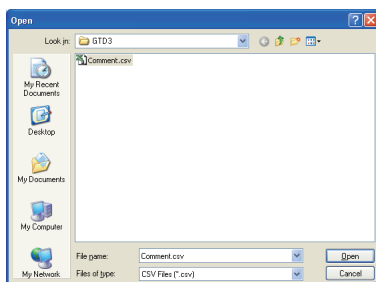 Open
Look in: GTD3
Comment.csv
My Recent
Documents
Desktop
My Documents
My Computer
My Network
File name: Comment.csv Open
Files of type: CSV Files (*.csv) Cancel